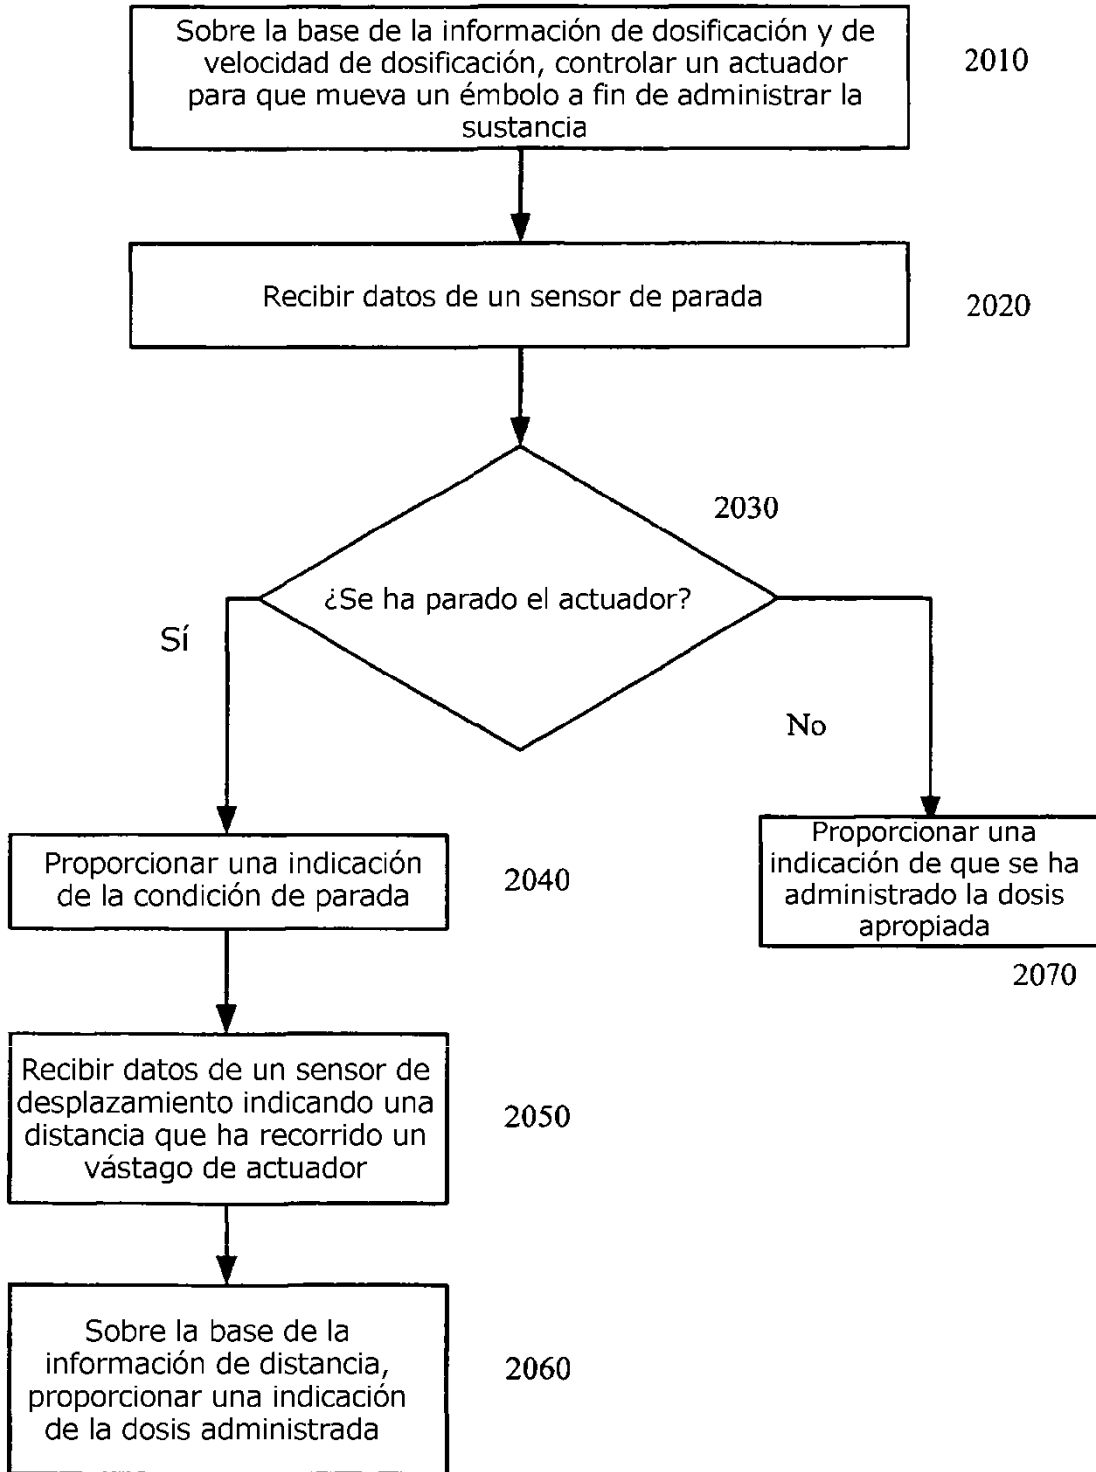 Sobre la base de la información de dosificación y de
velocidad de dosificación, controlar un actuador
para que mueva un émbolo a fin de administrar la
sustancia
2010
Recibir datos de un sensor de parada
2020
2030
¿Se ha parado el actuador?
Sí
No
Proporcionar una indicación
de la condición de parada
2040
Proporcionar una
indicación de que se ha
administrado la dosis
apropiada
2070
Recibir datos de un sensor de
desplazamiento indicando una
distancia que ha recorrido un
vástago de actuador
2050
Sobre la base de la
información de distancia,
proporcionar una indicación
de la dosis administrada
2060